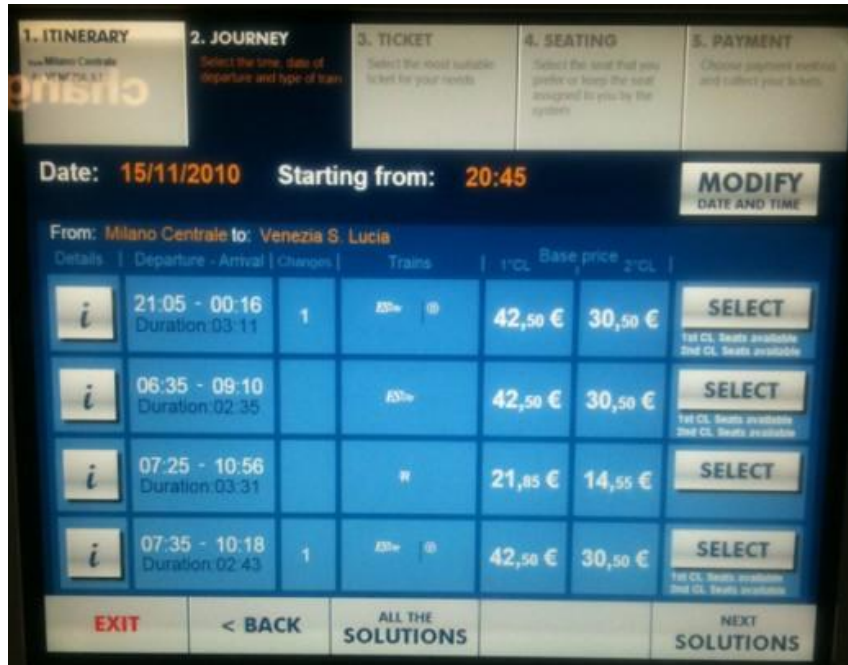 1. ITINERARY
from Milano Centrale
to: VENEZIA S.L.
chang
2. JOURNEY
Select the time, date of
departure and type of train
3. TICKET
Select the most suitable
ticket for your needs
4. SEATING
Select the seat that you
prefer or keep the seat
assigned to you by the
system
5. PAYMENT
Choose payment method
and collect your tickets
Date: 15/11/2010 Starting from: 20:45
MODIFY
DATE AND TIME
From: Milano Centrale to: Venezia S. Lucia
Details | Departure - Arrival | Changes | Trains | 1°CL Base price 2°CL |
i 21:05 - 00:16 1 42,50 € 30,50 € SELECT
Duration:03:11
1st CL Seats available
2nd CL Seats available
i 06:35 - 09:10 42,50 € 30,50 € SELECT
Duration:02:35
1st CL Seats available
2nd CL Seats available
i 07:25 - 10:56 R 21,85 € 14,55 € SELECT
Duration:03:31
i 07:35 - 10:18 1 42,50 € 30,50 € SELECT
Duration:02:43
1st CL Seats available
2nd CL Seats available
EXIT
< BACK
ALL THE
SOLUTIONS
NEXT
SOLUTIONS